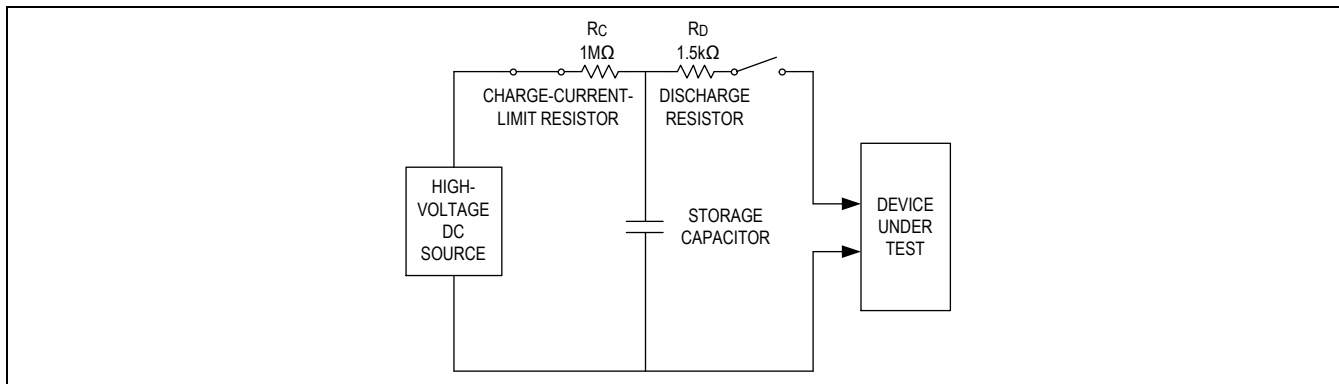 RC
1MΩ
RD
1.5kΩ
CHARGE-CURRENT-
LIMIT RESISTOR
DISCHARGE
RESISTOR
HIGH-
VOLTAGE
DC
SOURCE
STORAGE
CAPACITOR
DEVICE
UNDER
TEST